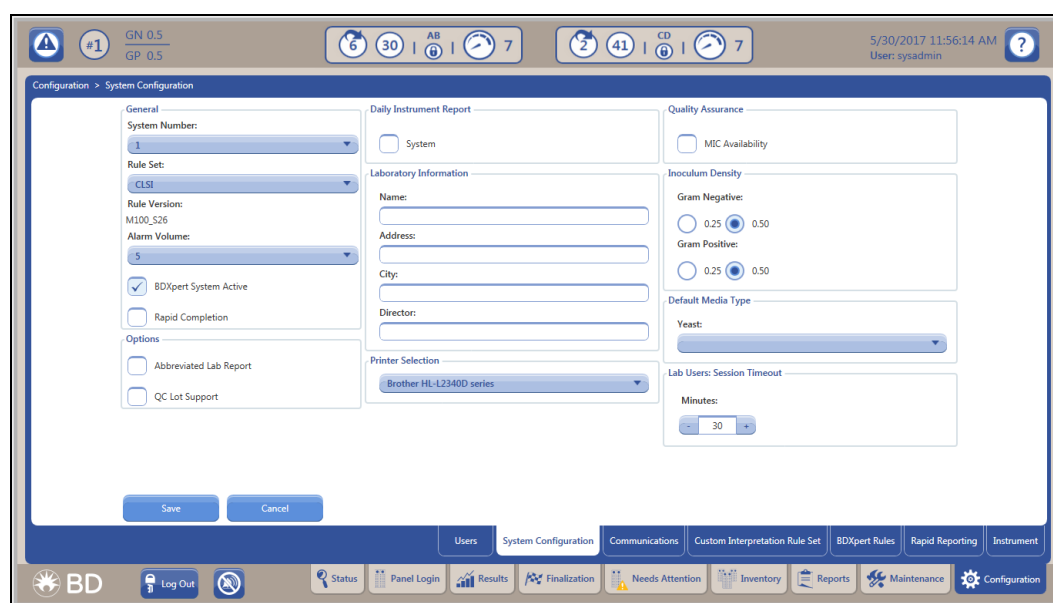 #1
GN 0.5
GP 0.5
6 30 | AB | 7
2 41 | CD | 7
5/30/2017 11:56:14 AM
User: sysadmin
?
Configuration > System Configuration
General
System Number:
1
Rule Set:
CLSI
Rule Version:
M100_S26
Alarm Volume:
5
BDXpert System Active
Rapid Completion
Options
Abbreviated Lab Report
QC Lot Support
Daily Instrument Report
System
Laboratory Information
Name:
Address:
City:
Director:
Printer Selection
Brother HL-L2340D series
Quality Assurance
MIC Availability
Inoculum Density
Gram Negative:
0.25 0.50
Gram Positive:
0.25 0.50
Default Media Type
Yeast:
Lab Users: Session Timeout
Minutes:
- 30 +
Save Cancel
Users System Configuration Communications Custom Interpretation Rule Set BDXpert Rules Rapid Reporting Instrument
BD Log Out Status Panel Login Results Finalization Needs Attention Inventory Reports Maintenance Configuration